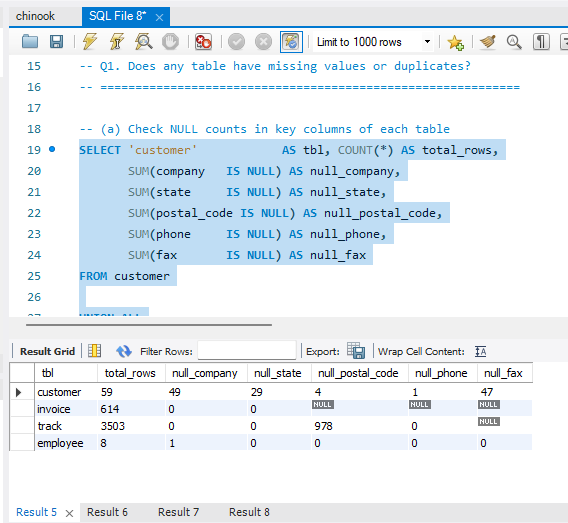 chinook SQL File 8*
Limit to 1000 rows
15 -- Q1. Does any table have missing values or duplicates?
16 -- ============================================================
17
18 -- (a) Check NULL counts in key columns of each table
19 SELECT 'customer' AS tbl, COUNT(*) AS total_rows,
20 SUM(company IS NULL) AS null_company,
21 SUM(state IS NULL) AS null_state,
22 SUM(postal_code IS NULL) AS null_postal_code,
23 SUM(phone IS NULL) AS null_phone,
24 SUM(fax IS NULL) AS null_fax
25 FROM customer
26
27 UNION ALL
Result Grid Filter Rows: Export: Wrap Cell Content: IA
tbl total_rows null_company null_state null_postal_code null_phone null_fax
customer 59 49 29 4 1 47
invoice 614 0 0 NULL NULL NULL
track 3503 0 0 978 0 NULL
employee 8 1 0 0 0 0
Result 5 Result 6 Result 7 Result 8